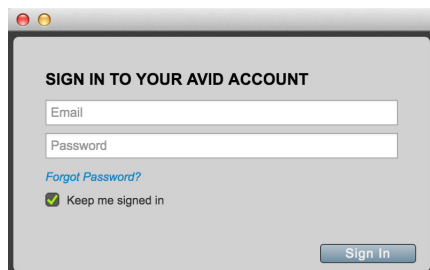 SIGN IN TO YOUR AVID ACCOUNT
Email
Password
Forgot Password?
Keep me signed in
Sign In